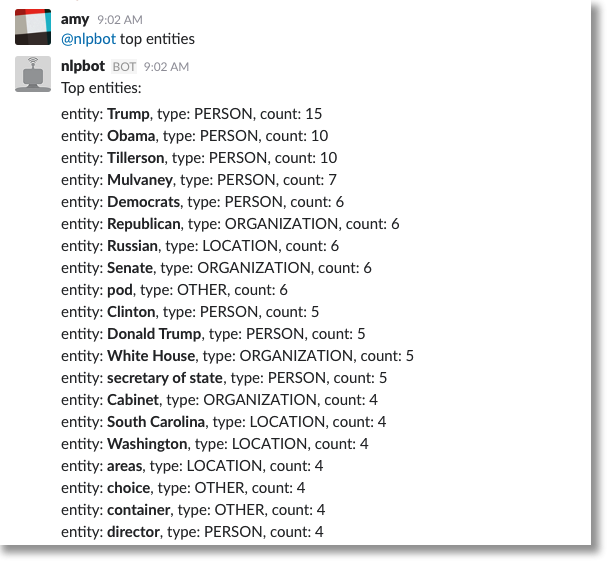 amy 9:02 AM
@nlpbot top entities
nlpbot BOT 9:02 AM
Top entities:
entity: Trump, type: PERSON, count: 15
entity: Obama, type: PERSON, count: 10
entity: Tillerson, type: PERSON, count: 10
entity: Mulvaney, type: PERSON, count: 7
entity: Democrats, type: PERSON, count: 6
entity: Republican, type: ORGANIZATION, count: 6
entity: Russian, type: LOCATION, count: 6
entity: Senate, type: ORGANIZATION, count: 6
entity: pod, type: OTHER, count: 6
entity: Clinton, type: PERSON, count: 5
entity: Donald Trump, type: PERSON, count: 5
entity: White House, type: ORGANIZATION, count: 5
entity: secretary of state, type: PERSON, count: 5
entity: Cabinet, type: ORGANIZATION, count: 4
entity: South Carolina, type: LOCATION, count: 4
entity: Washington, type: LOCATION, count: 4
entity: areas, type: LOCATION, count: 4
entity: choice, type: OTHER, count: 4
entity: container, type: OTHER, count: 4
entity: director, type: PERSON, count: 4